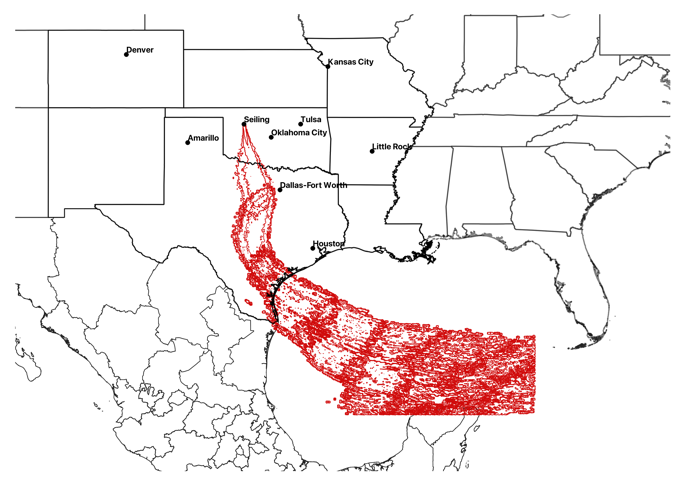 Denver
Kansas City
Seiling
Tulsa
Oklahoma City
Amarillo
Little Rock
Dallas-Fort Worth
Houston